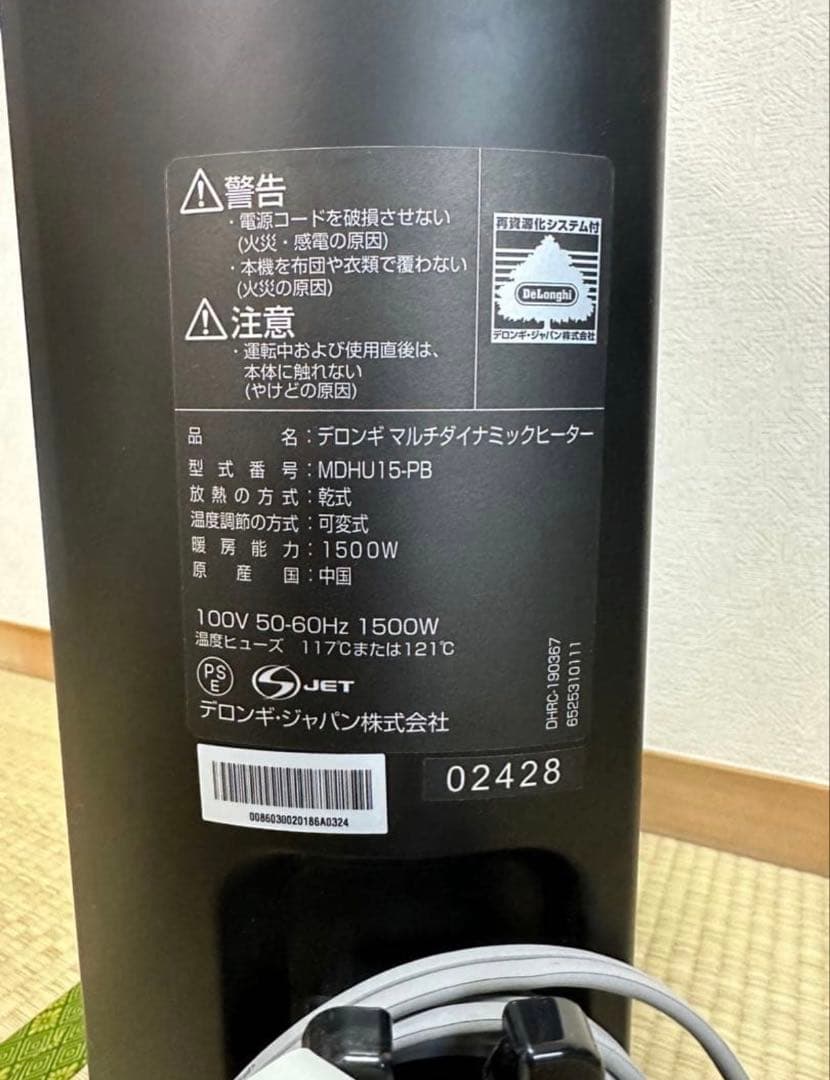 警告
・電源コードを破損させない
(火災・感電の原因)
・本機を布団や衣類で覆わない
(火災の原因)
注意
・運転中および使用直後は、
本体に触れない
(やけどの原因)
再資源化システム付
DeLonghi
デロンギ・ジャパン株式会社
品名：デロンギ マルチダイナミックヒーター
型式番号：MDHU15-PB
放熱の方式：乾式
温度調節の方式：可変式
暖房能力：1500W
原産国：中国
100V 50-60Hz 1500W
温度ヒューズ 117℃または121℃
PS
E
JET
デロンギ・ジャパン株式会社
DHRC-190367
6525310111
0086030020186A0324
02428